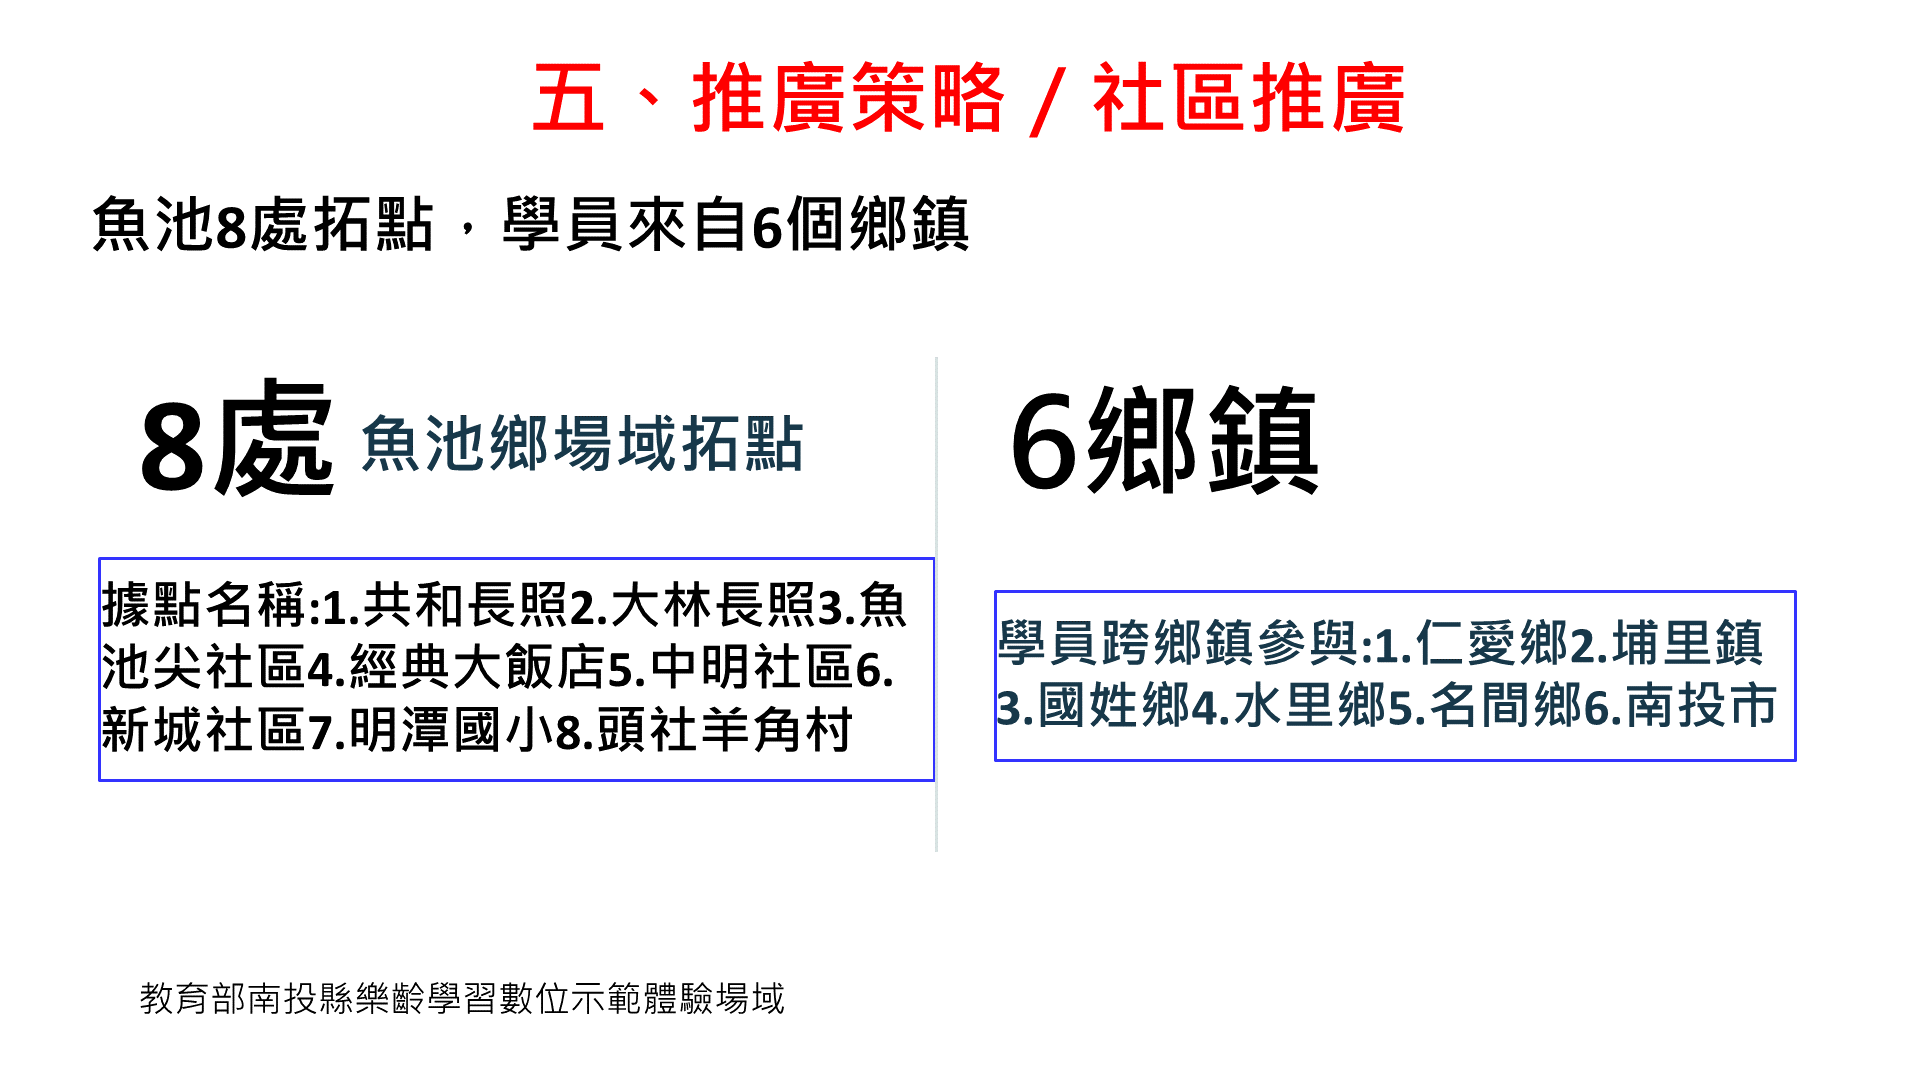 五、推廣策略 / 社區推廣
魚池8處拓點，學員來自6個鄉鎮
8處 魚池鄉場域拓點
據點名稱:1.共和長照2.大林長照3.魚
池尖社區4.經典大飯店5.中明社區6.
新城社區7.明潭國小8.頭社羊角村
6鄉鎮
學員跨鄉鎮參與:1.仁愛鄉2.埔里鎮
3.國姓鄉4.水里鄉5.名間鄉6.南投市
教育部南投縣樂齡學習數位示範體驗場域